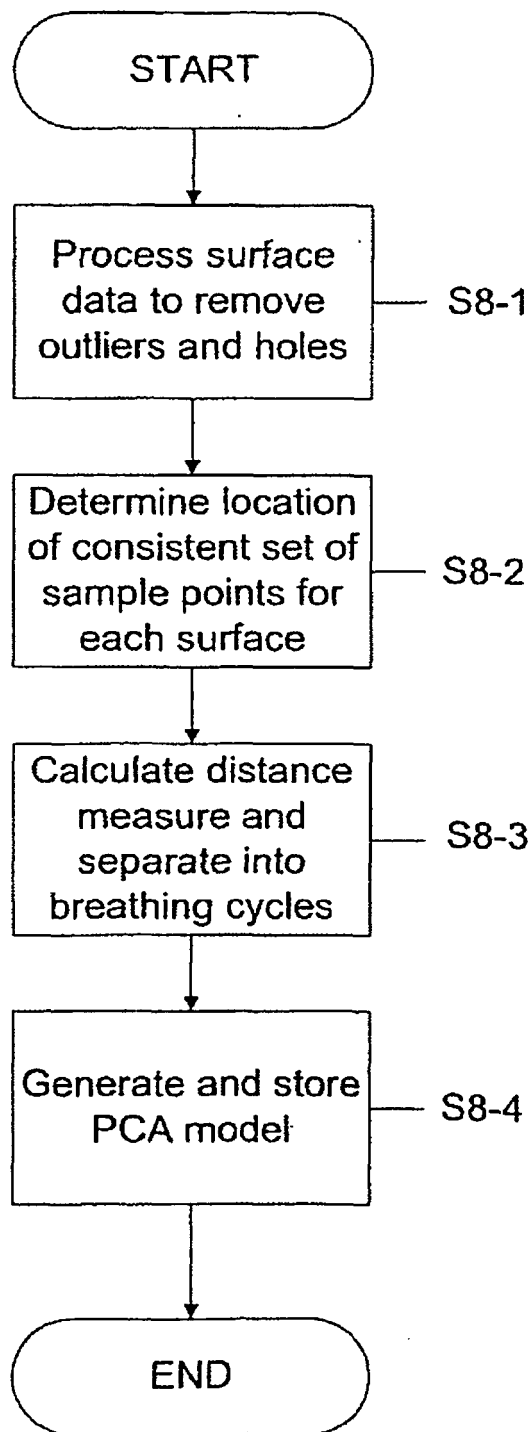 START
Process surface
data to remove
outliers and holes
S8-1
Determine location
of consistent set of
sample points for
each surface
S8-2
Calculate distance
measure and
separate into
breathing cycles
S8-3
Generate and store
PCA model
S8-4
END